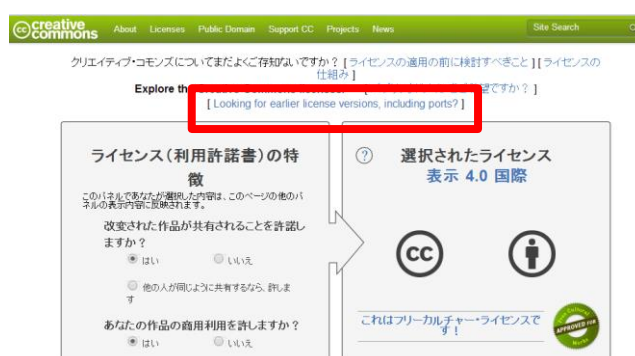 creative commons
About Licenses Public Domain Support CC Projects News
Site Search
クリエイティブ・コモンズについてまだよくご存知ないですか？ [ ライセンスの適用の前に検討すべきこと ] [ ライセンスの
仕組み ]
Explore the
望ですか？ ]
[ Looking for earlier license versions, including ports? ]
ライセンス（利用許諾書）の特
徴
このパネルであなたが選択した内容は、このページの他のパ
ネルの表示内容に反映されます。
改変された作品が共有されることを許諾し
ますか？
はい
いいえ
他の人が同じように共有するなら、許しま
す
あなたの作品の商用利用を許しますか？
はい
いいえ
?
選択されたライセンス
表示 4.0 国際
cc
これはフリーカルチャー・ライセンスで
す！
APPROVED FOR